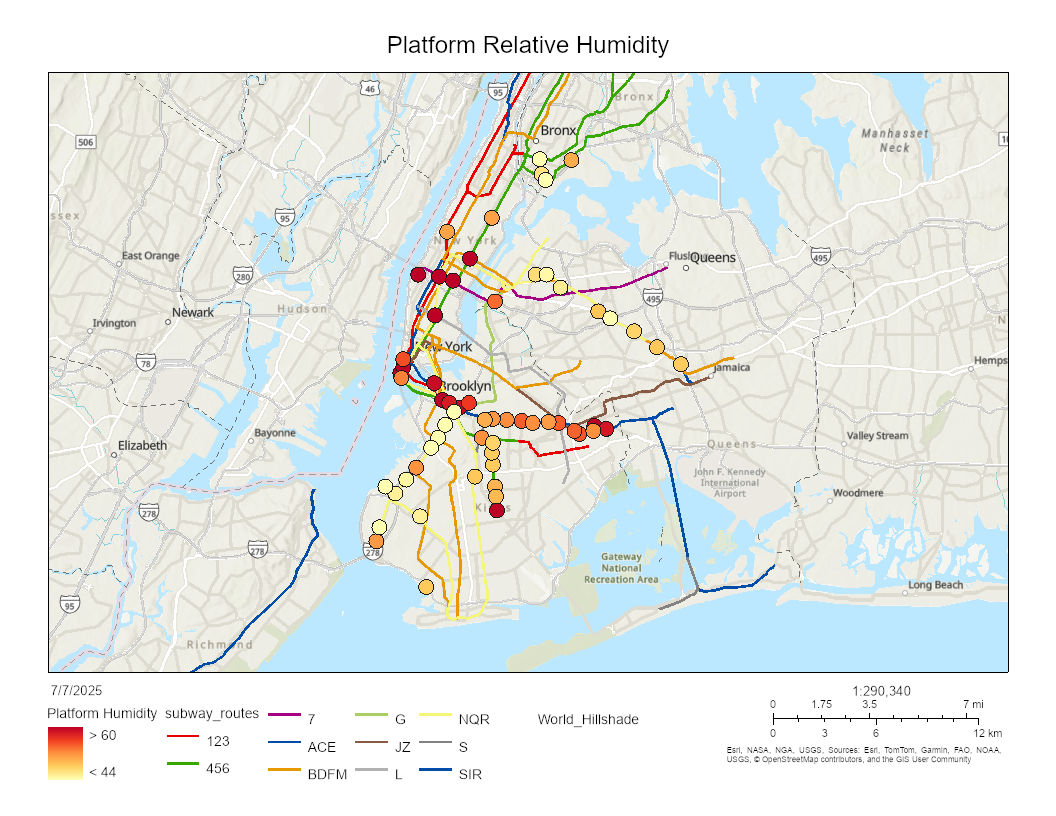 Platform Relative Humidity
95
46
Bronx
506
Bronx
Manhasset
Neck
95
New York
East Orange
280
Flushi
Queens
495
495
Hudson
Newark
Irvington
78
York
Hempst
Jamaica
Brooklyn
Elizabeth
Bayonne
Queens
Valley Stream
John F. Kennedy
International
Airport
Woodmere
278
Ki
278
278
Gateway
National
Recreation Area
Long Beach
95
Richmond
7/7/2025
1:290,340
Platform Humidity
> 60
< 44
subway_routes
123
456
7
ACE
BDFM
G
JZ
L
NQR
S
SIR
World_Hillshade
0 1.75 3.5 7 mi
0 3 6 12 km
Esri, NASA, NGA, USGS, Sources: Esri, TomTom, Garmin, FAO, NOAA,
USGS, © OpenStreetMap contributors, and the GIS User Community